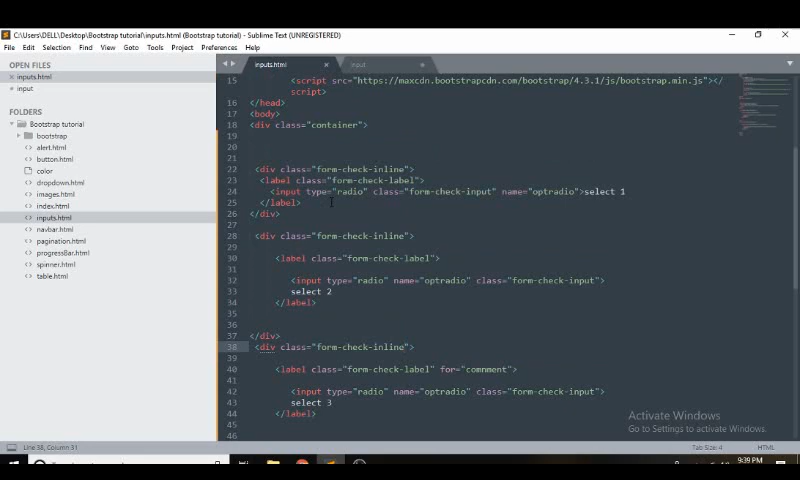 C:\Users\DELL\Desktop\Bootstrap tutorial\inputs.html (Bootstrap tutorial) - Sublime Text (UNREGISTERED)
File Edit Selection Find View Goto Tools Project Preferences Help
OPEN FILES
inputs.html
input
FOLDERS
Bootstrap tutorial
bootstrap
alert.html
button.html
color
dropdown.html
images.html
index.html
inputs.html
navbar.html
pagination.html
progressBar.html
spinner.html
table.html
inputs.html
input
15 <script src="https://maxcdn.bootstrapcdn.com/bootstrap/4.3.1/js/bootstrap.min.js"></
script>
16 </head>
17 <body>
18 <div class="container">
19
20
21
22 <div class="form-check-inline">
23 <label class="form-check-label">
24 <input type="radio" class="form-check-input" name="optradio">select 1
25 </label>
26 </div>
27
28 <div class="form-check-inline">
29
30 <label class="form-check-label">
31
32 <input type="radio" name="optradio" class="form-check-input">
33 select 2
34 </label>
35
36
37 </div>
38 <div class="form-check-inline">
39
40 <label class="form-check-label" for="comnment">
41
42 <input type="radio" name="optradio" class="form-check-input">
43 select 3
44 </label>
45
46
Activate Windows
Go to Settings to activate Windows.
Line 38, Column 31
Tab Size: 4
HTML
9:39 PM